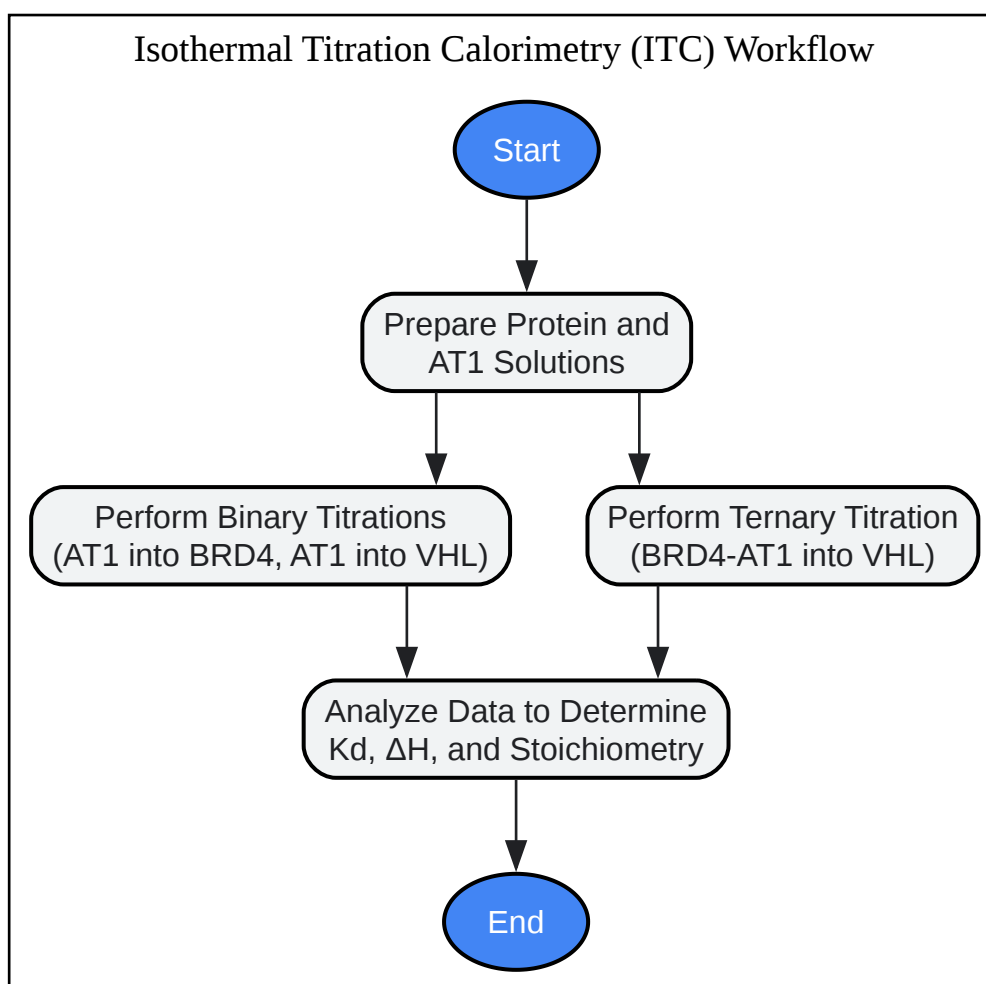 Isothermal Titration Calorimetry (ITC) Workflow
Start
Prepare Protein and
AT1 Solutions
Perform Binary Titrations
(AT1 into BRD4, AT1 into VHL)
Perform Ternary Titration
(BRD4-AT1 into VHL)
Analyze Data to Determine
Kd, ΔH, and Stoichiometry
End